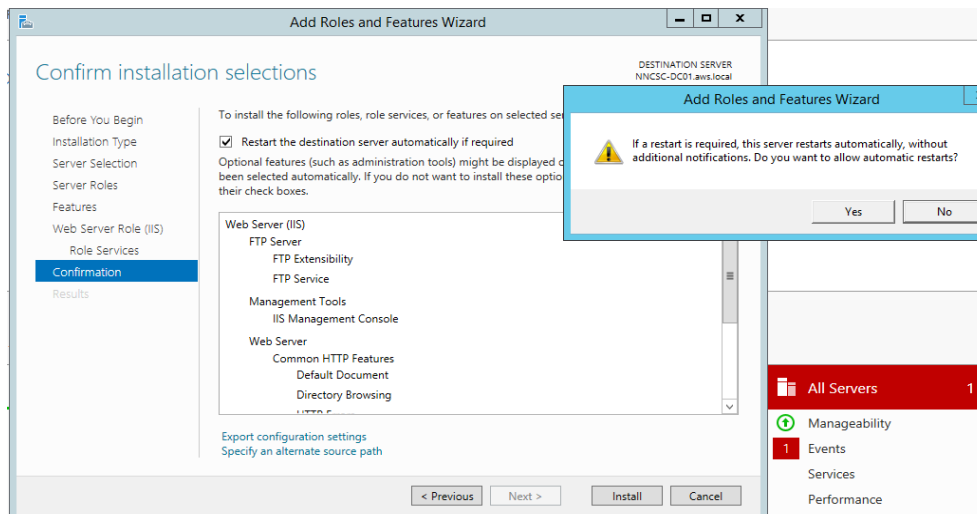 Add Roles and Features Wizard
Confirm installation selections
DESTINATION SERVER
NNCSC-DC01.aws.local
Before You Begin
Installation Type
Server Selection
Server Roles
Features
Web Server Role (IIS)
Role Services
Confirmation
Results
To install the following roles, role services, or features on selected
Restart the destination server automatically if required
Optional features (such as administration tools) might be displayed
been selected automatically. If you do not want to install these
their check boxes.
Web Server (IIS)
FTP Server
FTP Extensibility
FTP Service
Management Tools
IIS Management Console
Web Server
Common HTTP Features
Default Document
Directory Browsing
Export configuration settings
Specify an alternate source path
< Previous
Next >
Install
Cancel
Add Roles and Features Wizard
If a restart is required, this server restarts automatically, without
additional notifications. Do you want to allow automatic restarts?
Yes
No
All Servers 1
Manageability
1 Events
Services
Performance